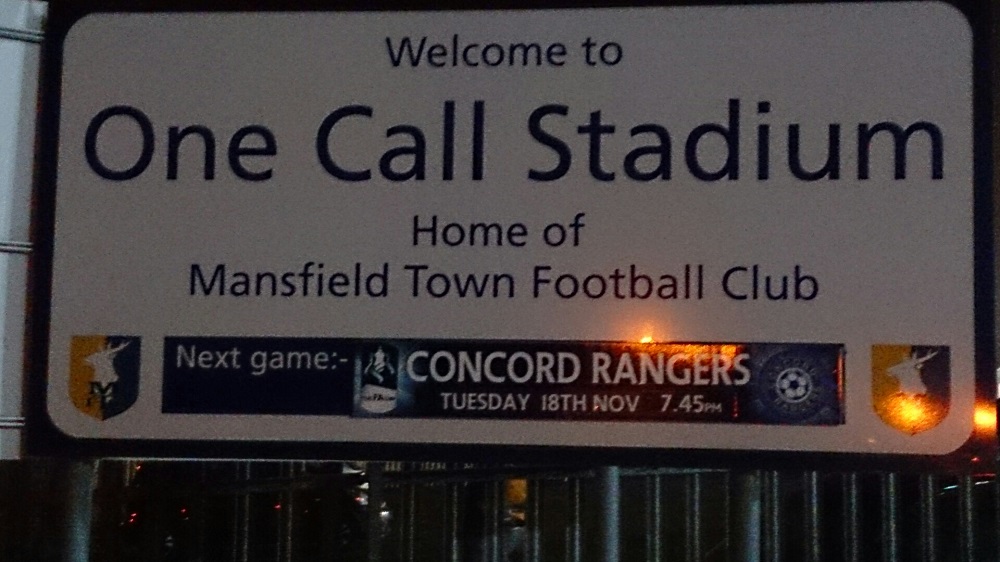 Welcome to
One Call Stadium
Home of
Mansfield Town Football Club
Next game:- CONCORD RANGERS
TUESDAY 18TH NOV 7.45PM